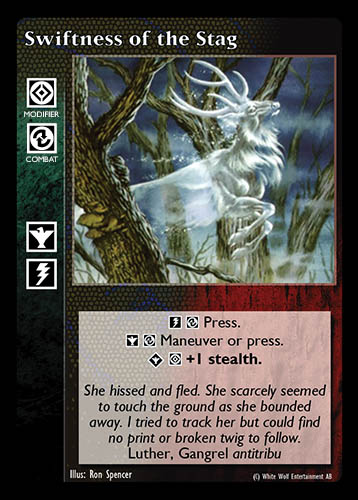 Swiftness of the Stag
MODIFIER
COMBAT
Press.
Maneuver or press.
+1 stealth.
She hissed and fled. She scarcely seemed
to touch the ground as she bounded
away. I tried to track her but could find
no print or broken twig to follow.
Luther, Gangrel antitribu
Illus: Ron Spencer
(C) White Wolf Entertainment AB